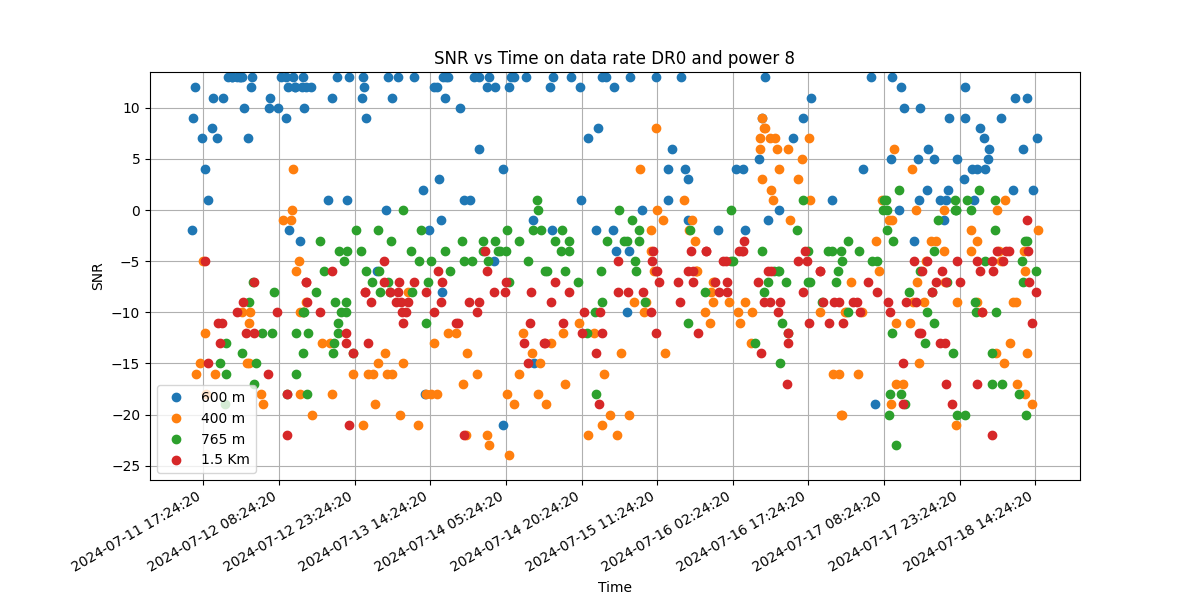 SNR vs Time on data rate DR0 and power 8
SNR
10
5
0
−5
−10
−15
−20
−25
600 m
400 m
765 m
1.5 Km
2024-07-11 17:24:20
2024-07-12 08:24:20
2024-07-12 23:24:20
2024-07-13 14:24:20
2024-07-14 05:24:20
2024-07-14 20:24:20
2024-07-15 11:24:20
2024-07-16 02:24:20
2024-07-16 17:24:20
2024-07-17 08:24:20
2024-07-17 23:24:20
2024-07-18 14:24:20
Time